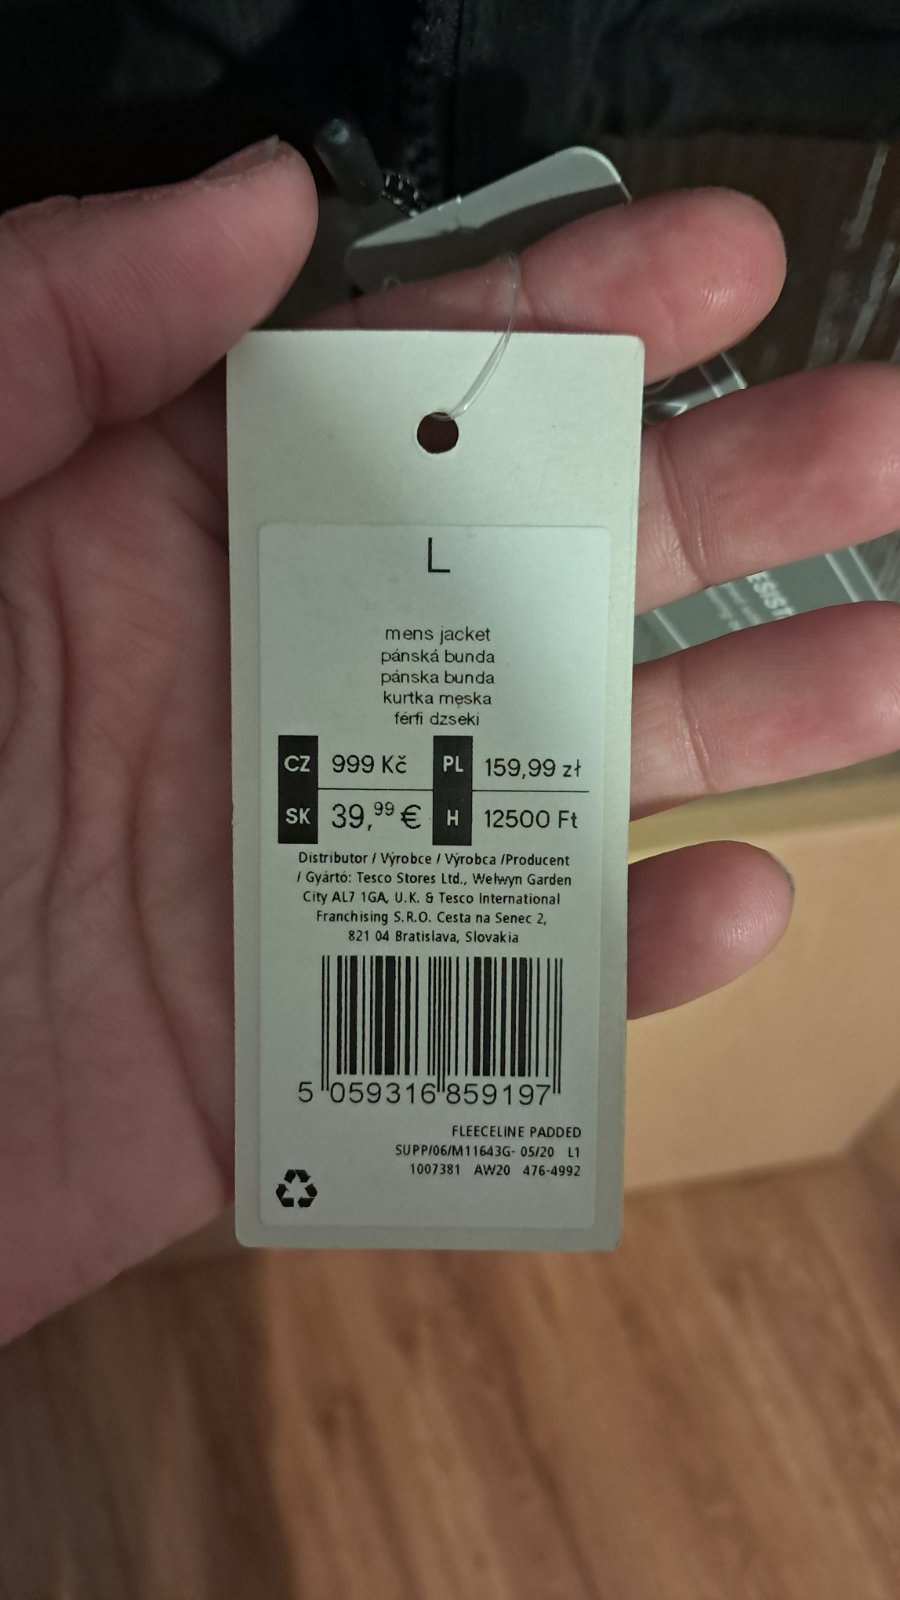 L
mens jacket
pánská bunda
pánska bunda
kurtka męska
férfi dzseki
CZ 999 Kč PL 159,99 zł
SK 39,99 € H 12500 Ft
Distributor / Výrobce / Výrobca /Producent
/ Gyártó: Tesco Stores Ltd., Welwyn Garden
City AL7 1GA, U.K. & Tesco International
Franchising S.R.O. Cesta na Senec 2,
821 04 Bratislava, Slovakia
5 059316 859197
FLEECELINE PADDED
SUPP/06/M11643G- 05/20 L1
1007381 AW20 476-4992